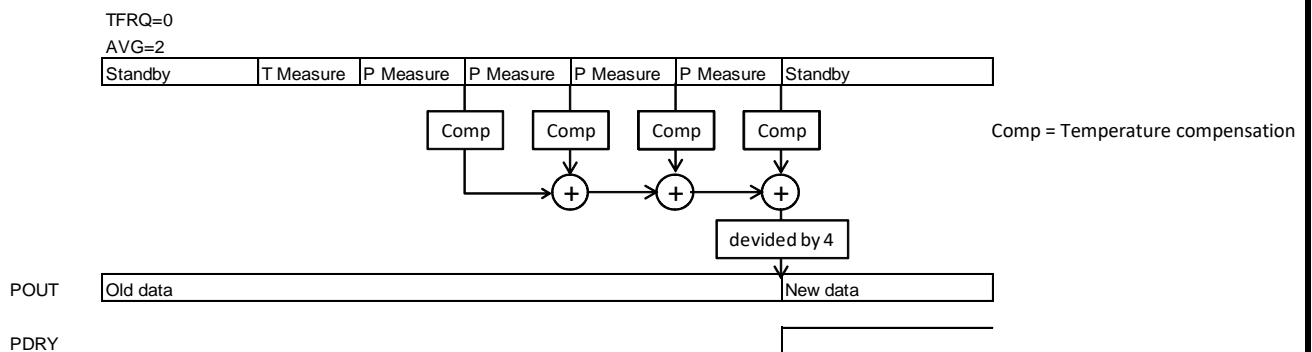 TFRQ=0
AVG=2
Standby T Measure P Measure P Measure P Measure P Measure Standby
Comp Comp Comp Comp Comp = Temperature compensation
+ + +
devided by 4
POUT Old data New data
PDRY